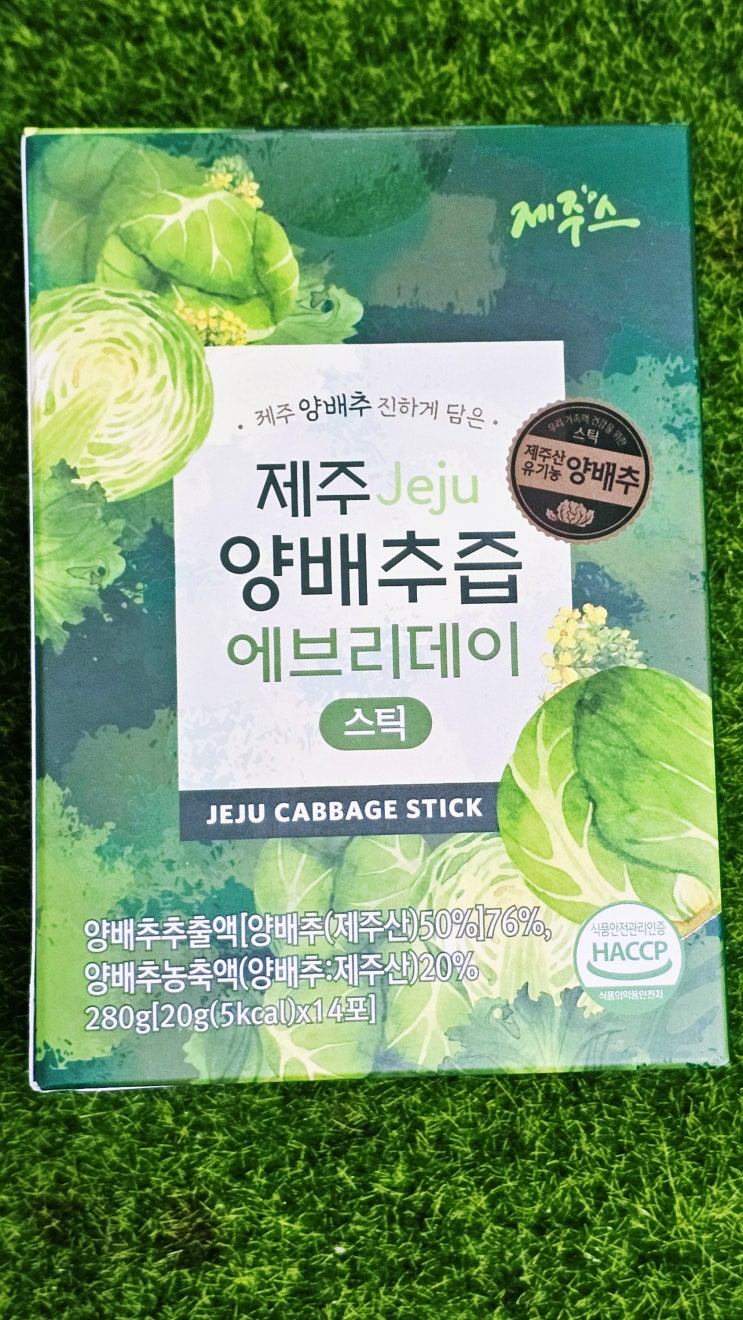 제주스
제주 양배추 진하게 담은
제주Jeju
양배추즙
에브리데이
스틱
JEJU CABBAGE STICK
우리 가족의 건강을 위한
스틱
제주산
유기농 양배추
양배추추출액[양배추(제주산)50%]76%,
양배추농축액(양배추:제주산)20%
280g[20g(5kcal)x14포]
식품안전관리인증
HACCP
식품의약품안전처